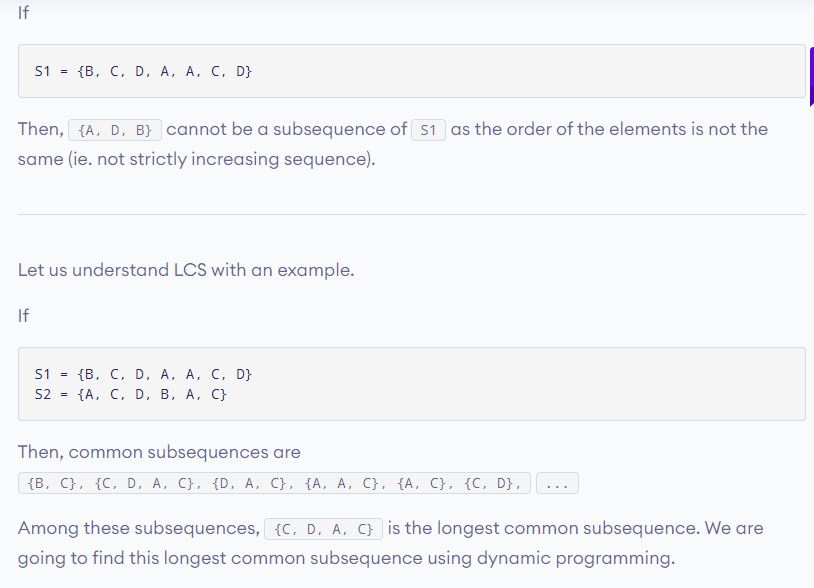 If
S1 = {B, C, D, A, A, C, D}
Then, {A, D, B} cannot be a subsequence of S1 as the order of the elements is not the
same (ie. not strictly increasing sequence).
Let us understand LCS with an example.
If
S1 = {B, C, D, A, A, C, D}
S2 = {A, C, D, B, A, C}
Then, common subsequences are
{B, C}, {C, D, A, C}, {D, A, C}, {A, A, C}, {A, C}, {C, D}, ...
Among these subsequences, {C, D, A, C} is the longest common subsequence. We are
going to find this longest common subsequence using dynamic programming.